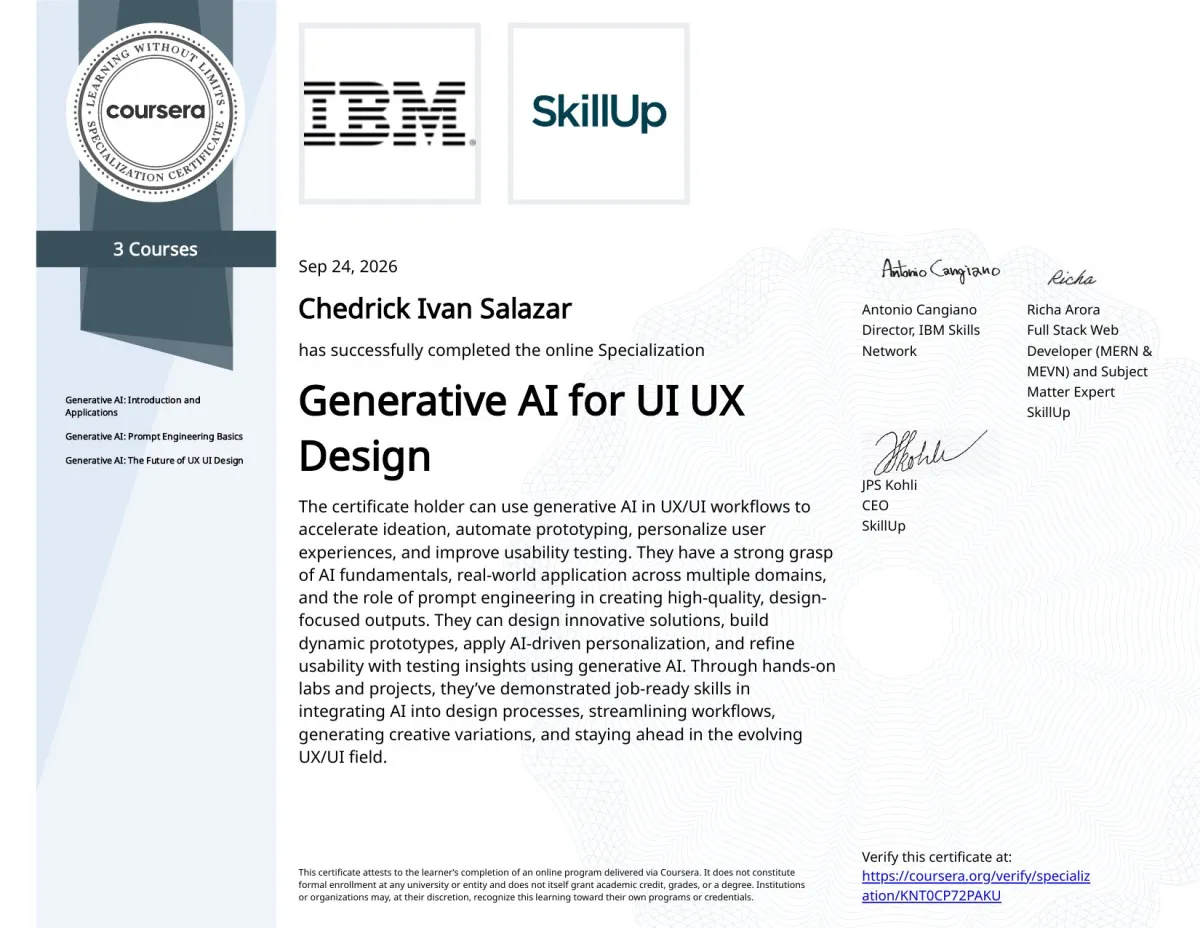 LEARNING WITHOUT LIMITS
coursera
SPECIALIZATION CERTIFICATE
3 Courses
Generative AI: Introduction and
Applications
Generative AI: Prompt Engineering Basics
Generative AI: The Future of UX UI Design
IBM®
SkillUp
Sep 24, 2026
Chedrick Ivan Salazar
has successfully completed the online Specialization
Generative AI for UI UX
Design
The certificate holder can use generative AI in UX/UI workflows to
accelerate ideation, automate prototyping, personalize user
experiences, and improve usability testing. They have a strong grasp
of AI fundamentals, real-world application across multiple domains,
and the role of prompt engineering in creating high-quality, design-
focused outputs. They can design innovative solutions, build
dynamic prototypes, apply AI-driven personalization, and refine
usability with testing insights using generative AI. Through hands-on
labs and projects, they’ve demonstrated job-ready skills in
integrating AI into design processes, streamlining workflows,
generating creative variations, and staying ahead in the evolving
UX/UI field.
This certificate attests to the learner's completion of an online program delivered via Coursera. It does not constitute
formal enrollment at any university or entity and does not itself grant academic credit, grades, or a degree. Institutions
or organizations may, at their discretion, recognize this learning toward their own programs or credentials.
Antonio Cangiano
Antonio Cangiano
Director, IBM Skills
Network
Richa
Richa Arora
Full Stack Web
Developer (MERN &
MEVN) and Subject
Matter Expert
SkillUp
JPS Kohli
JPS Kohli
CEO
SkillUp
Verify this certificate at:
https://coursera.org/verify/specializ
ation/KNT0CP72PAKU